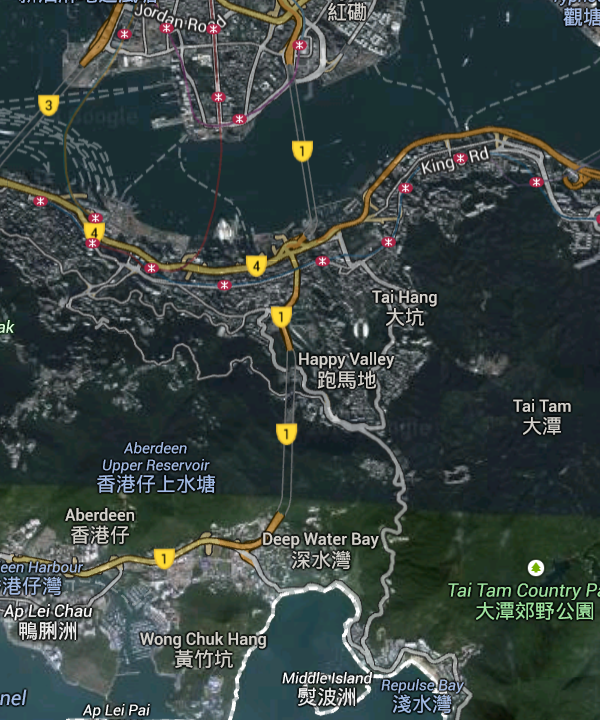 Jordan Road
紅磡
觀塘
3
1
King's Rd
4
4
Tai Hang
大坑
1
ak
Happy Valley
跑馬地
Tai Tam
大潭
1
Aberdeen
Upper Reservoir
香港仔上水塘
Aberdeen
香港仔
Deep Water Bay
深水灣
1
een Harbour
港仔灣
Tai Tam Country Pa
大潭郊野公園
Ap Lei Chau
鴨脷洲
Wong Chuk Hang
黃竹坑
Middle Island
熨波洲
Repulse Bay
淺水灣
nel
Ap Lei Pai